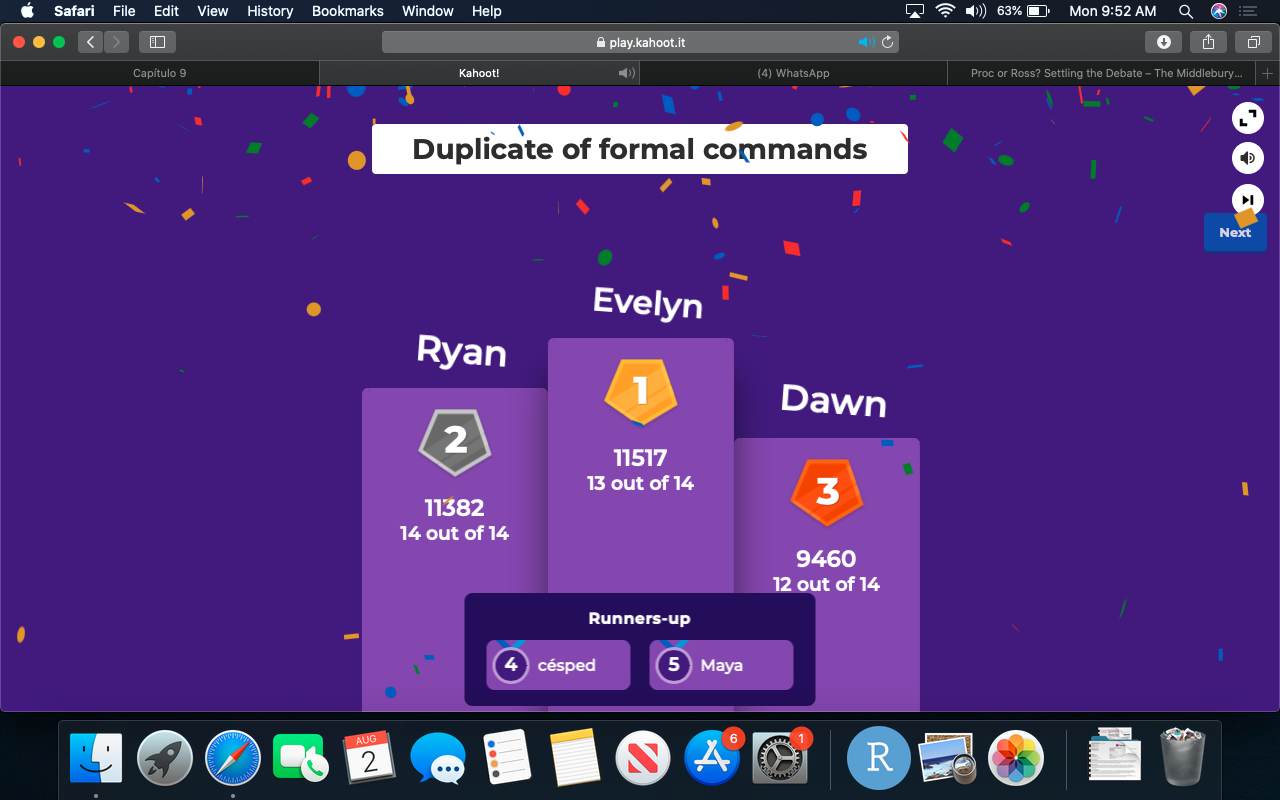 Safari File Edit View History Bookmarks Window Help 63% Mon 9:52 AM
play.kahoot.it
Capítulo 9 Kahoot! (4) WhatsApp Proc or Ross? Settling the Debate – The Middlebury...
Duplicate of formal commands
Next
Evelyn
Ryan
Dawn
1
11517
13 out of 14
2
11382
14 out of 14
3
9460
12 out of 14
Runners-up
4 césped 5 Maya
AUG
2
6
1
R